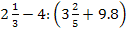 2 1/3 − 4: (3 2/5 + 9.8)